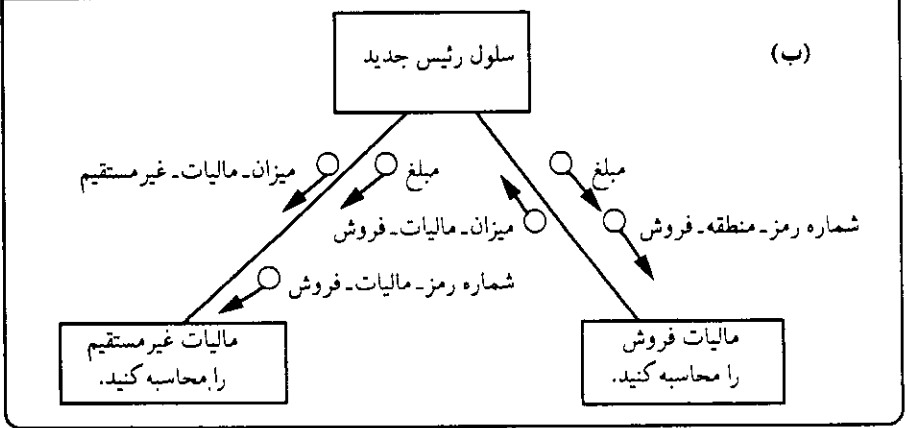 (ب)
سلول رئیس جدید
میزان-مالیات-غیرمستقیم
مبلغ
مبلغ
میزان-مالیات-فروش
شماره رمز-منطقه-فروش
شماره رمز-مالیات-فروش
مالیات فروش
را محاسبه کنید.
مالیات غیرمستقیم
را محاسبه کنید.